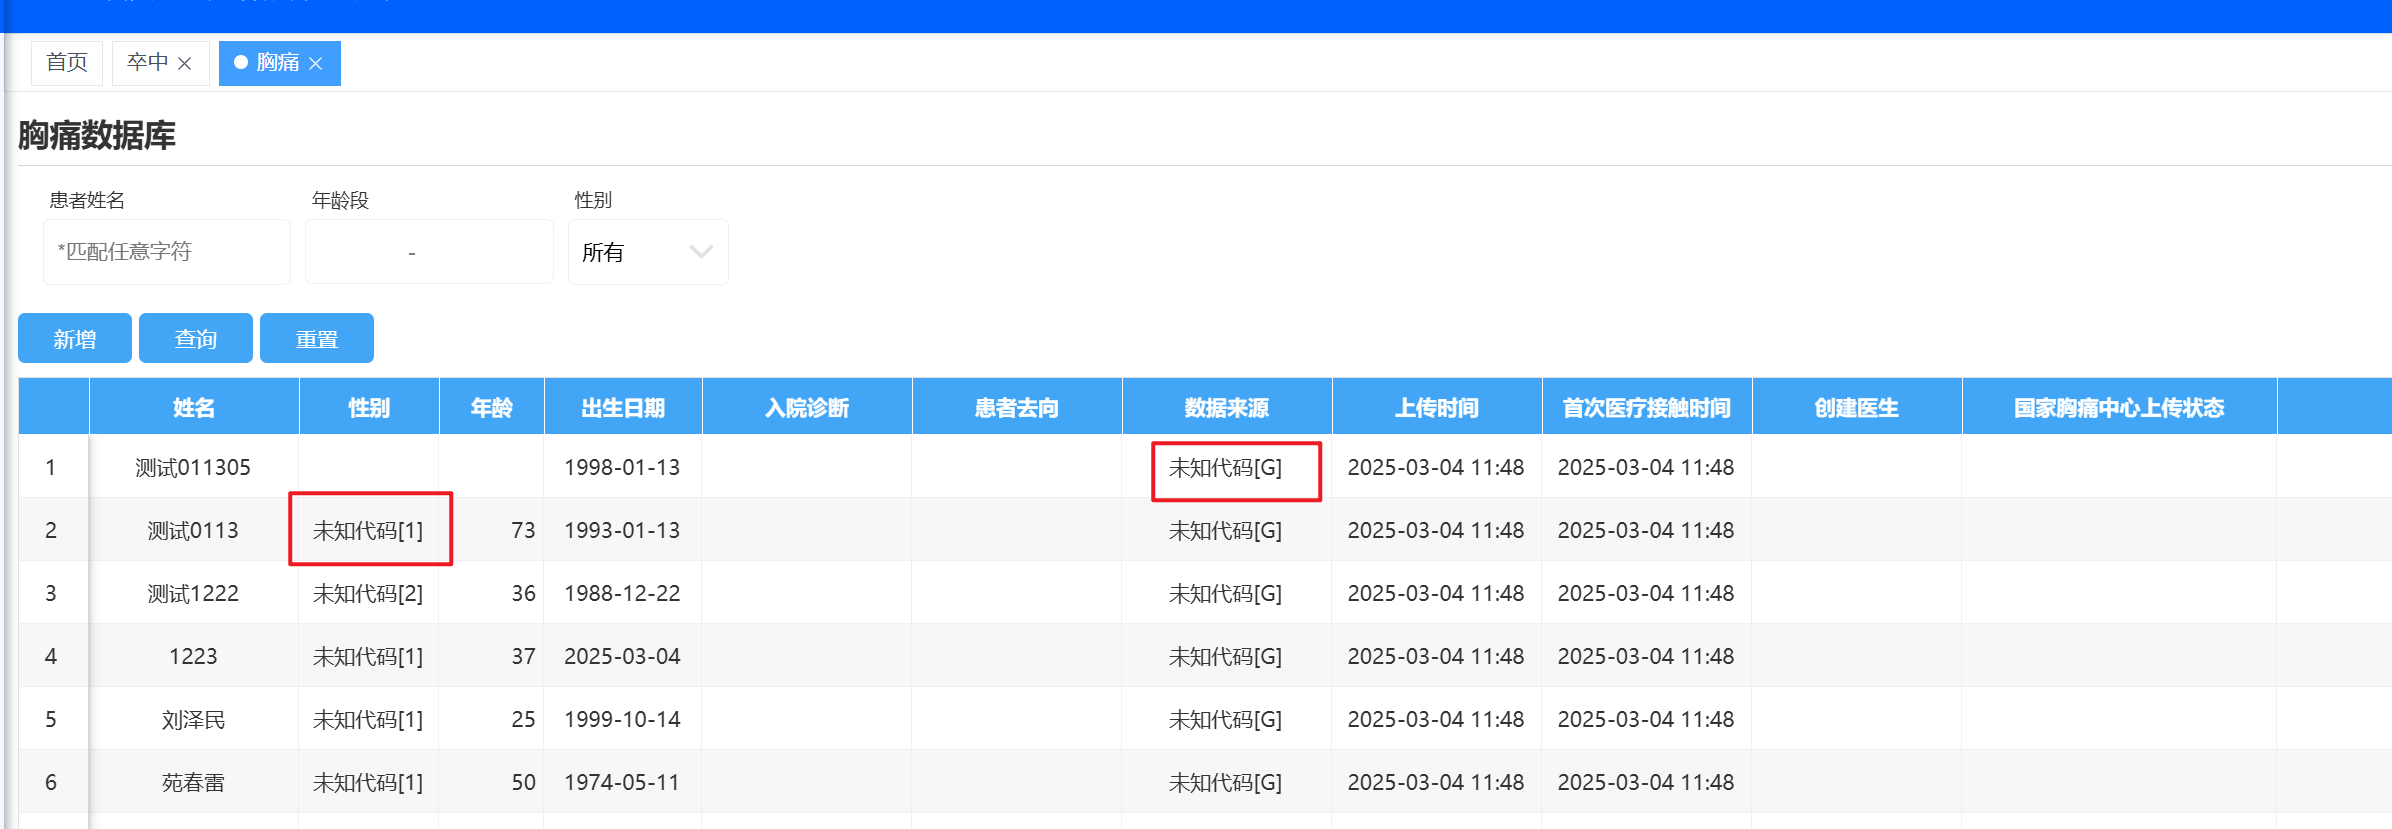 首页 卒中 胸痛
胸痛数据库
患者姓名 年龄段 性别
*匹配任意字符 - 所有
新增 查询 重置
姓名 性别 年龄 出生日期 入院诊断 患者去向 数据来源 上传时间 首次医疗接触时间 创建医生 国家胸痛中心上传状态
1 测试011305 1998-01-13 未知代码[G] 2025-03-04 11:48 2025-03-04 11:48
2 测试0113 未知代码[1] 73 1993-01-13 未知代码[G] 2025-03-04 11:48 2025-03-04 11:48
3 测试1222 未知代码[2] 36 1988-12-22 未知代码[G] 2025-03-04 11:48 2025-03-04 11:48
4 1223 未知代码[1] 37 2025-03-04 未知代码[G] 2025-03-04 11:48 2025-03-04 11:48
5 刘泽民 未知代码[1] 25 1999-10-14 未知代码[G] 2025-03-04 11:48 2025-03-04 11:48
6 苑春雷 未知代码[1] 50 1974-05-11 未知代码[G] 2025-03-04 11:48 2025-03-04 11:48